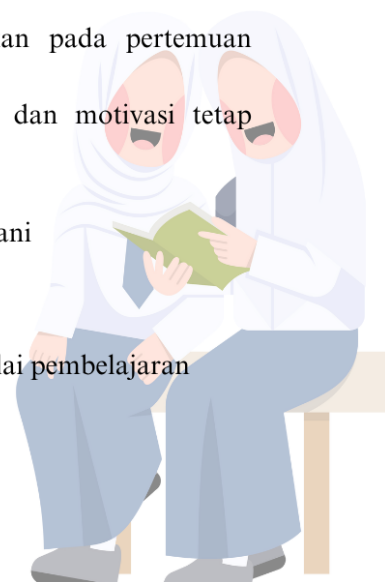 an pada pertemuan
dan motivasi tetap
ani
lai pembelajaran